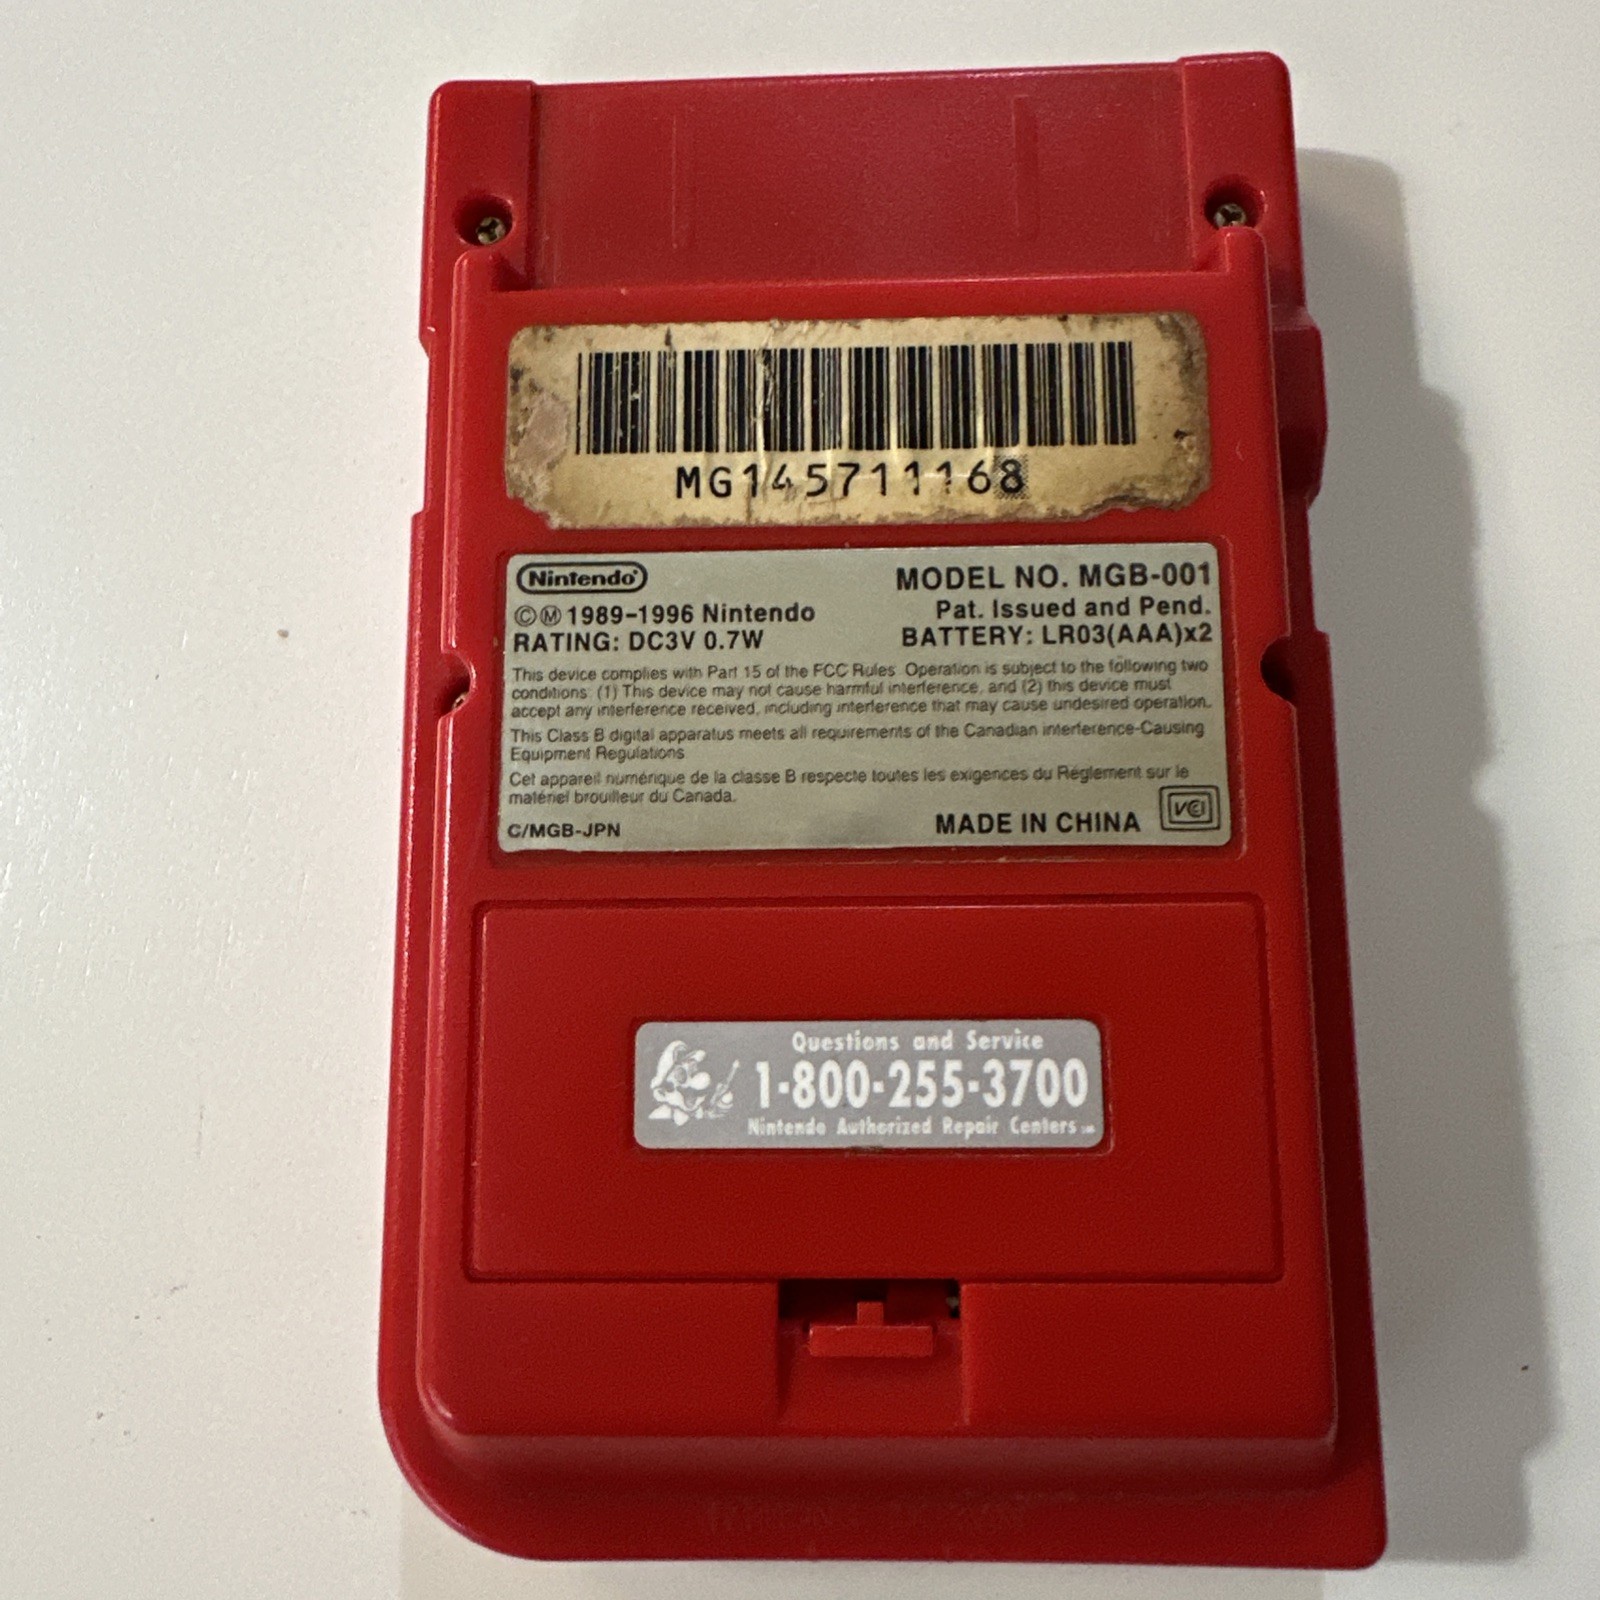 MG145711168
Nintendo®
MODEL NO. MGB-001
©Ⓜ 1989-1996 Nintendo
Pat. Issued and Pend.
RATING: DC3V 0.7W
BATTERY: LR03(AAA)x2
This device complies with Part 15 of the FCC Rules. Operation is subject to the following two
conditions: (1) This device may not cause harmful interference, and (2) this device must
accept any interference received, including interference that may cause undesired operation.
This Class B digital apparatus meets all requirements of the Canadian interference-Causing
Equipment Regulations
Cet appareil numérique de la classe B respecte toutes les exigences du Réglement sur le
matériel brouilleur du Canada.
C/MGB-JPN
MADE IN CHINA
VCI
Questions and Service
1-800-255-3700
Nintendo Authorized Repair Centers